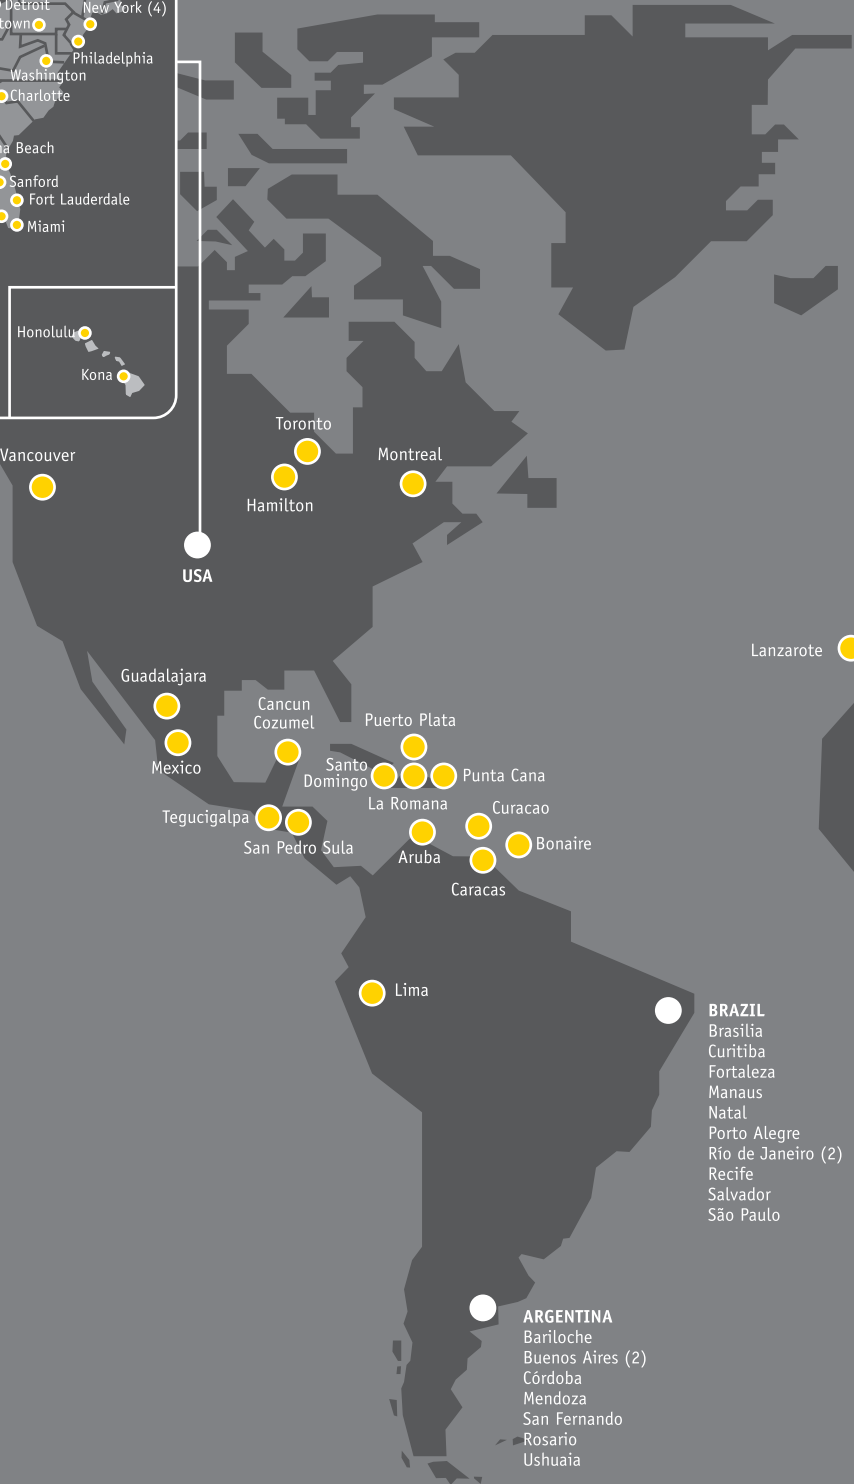 Detroit
New York (4)
town
Philadelphia
Washington
Charlotte
na Beach
Sanford
Fort Lauderdale
Miami
Honolulu
Kona
Vancouver
Toronto
Montreal
Hamilton
USA
Lanzarote
Guadalajara
Cancun
Cozumel
Mexico
Puerto Plata
Santo
Domingo
Punta Cana
La Romana
Tegucigalpa
San Pedro Sula
Curacao
Aruba
Bonaire
Caracas
Lima
BRAZIL
Brasilia
Curitiba
Fortaleza
Manaus
Natal
Porto Alegre
Río de Janeiro (2)
Recife
Salvador
São Paulo
ARGENTINA
Bariloche
Buenos Aires (2)
Córdoba
Mendoza
San Fernando
Rosario
Ushuaia